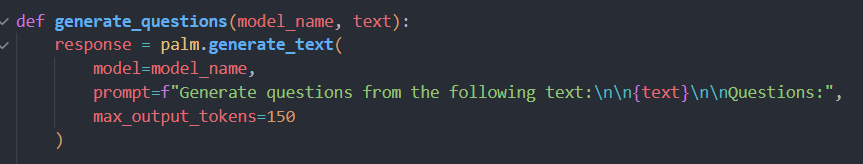 def generate_questions(model_name, text):
    response = palm.generate_text(
        model=model_name,
        prompt=f"Generate questions from the following text:\n\n{text}\n\nQuestions:",
        max_output_tokens=150
    )